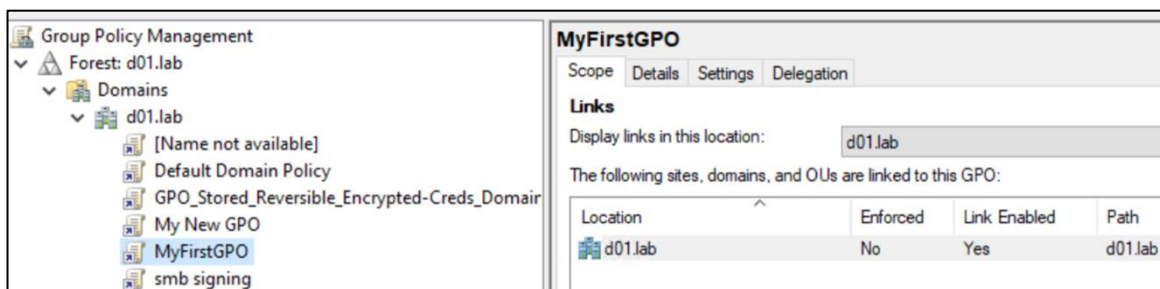 Group Policy Management
Forest: d01.lab
Domains
d01.lab
[Name not available]
Default Domain Policy
GPO_Stored_Reversible_Encrypted-Creds_Domain
My New GPO
MyFirstGPO
smb signing
MyFirstGPO
Scope Details Settings Delegation
Links
Display links in this location: d01.lab
The following sites, domains, and OUs are linked to this GPO:
Location Enforced Link Enabled Path
d01.lab No Yes d01.lab